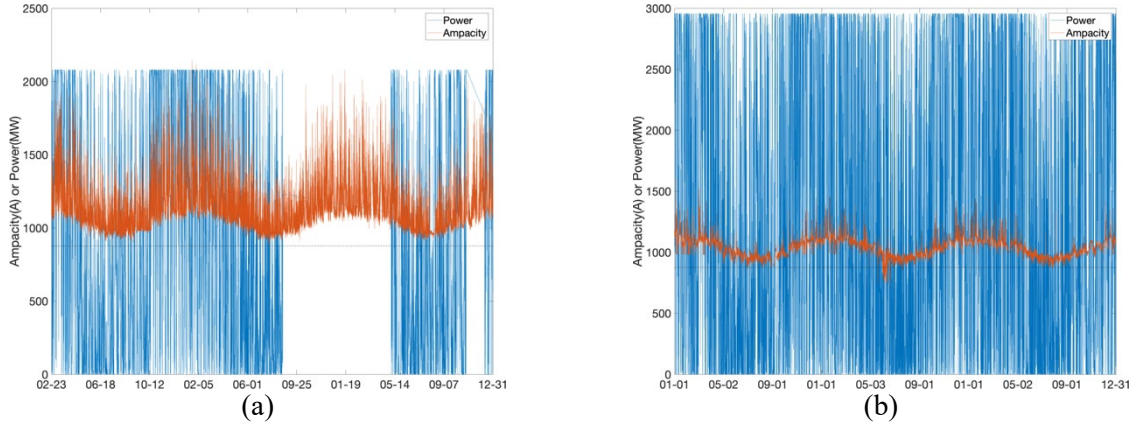 2500
2000
1500
1000
500
0
Ampacity(A) or Power(MW)
Power
Ampacity
02-23 06-18 10-12 02-05 06-01 09-25 01-19 05-14 09-07 12-31
(a)
3000
2500
2000
1500
1000
500
0
Ampacity(A) or Power(MW)
Power
Ampacity
01-01 05-02 09-01 01-01 05-03 09-01 01-01 05-02 09-01 12-31
(b)